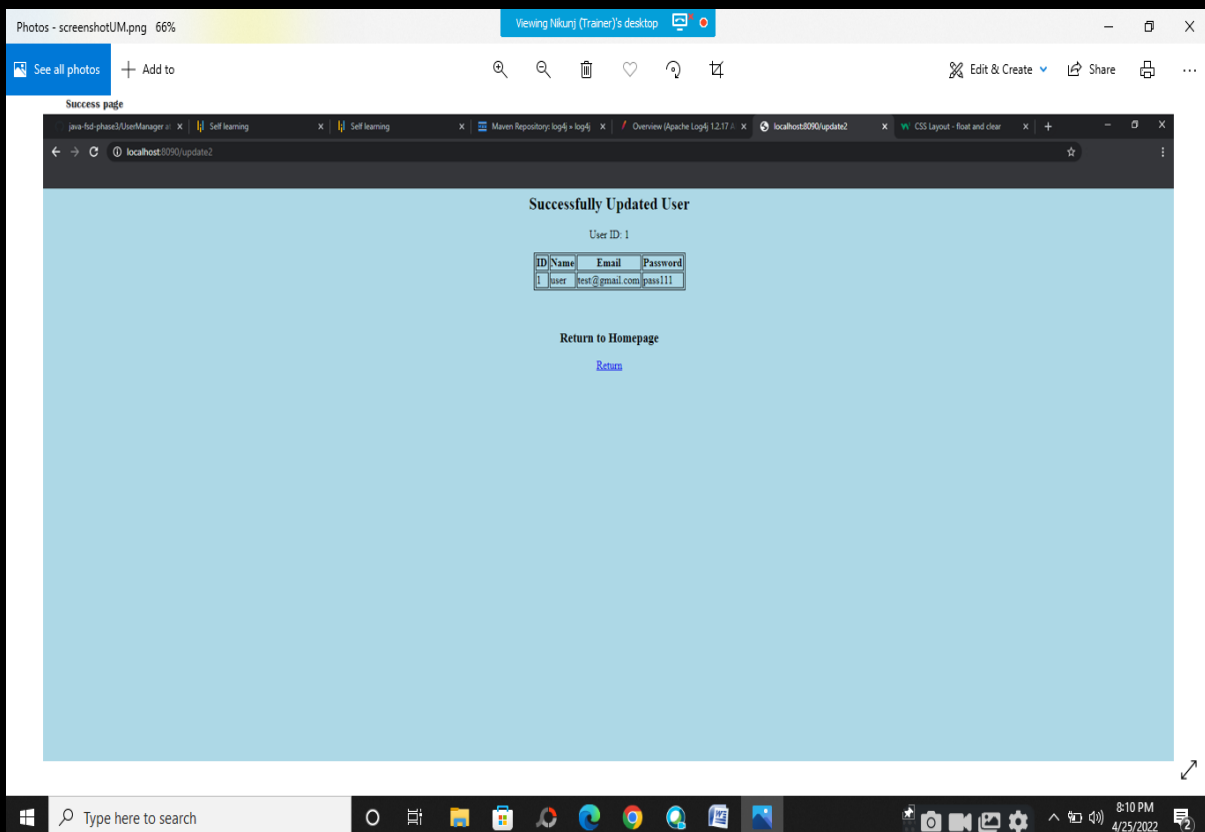 Photos - screenshotUM.png 66%
Viewing Nikunj (Trainer)'s desktop
See all photos
Add to
Edit & Create
Share
Success page
java-fsd-phase3/UserManager a
Self learning
Self learning
Maven Repository: log4j » log4j
Overview (Apache Log4j 1.2.17 A
localhost:8090/update2
CSS Layout - float and clear
localhost:8090/update2
Successfully Updated User
User ID: 1
ID Name Email Password
1 user test@gmail.com pass111
Return to Homepage
Return
Type here to search
8:10 PM
4/25/2022
2